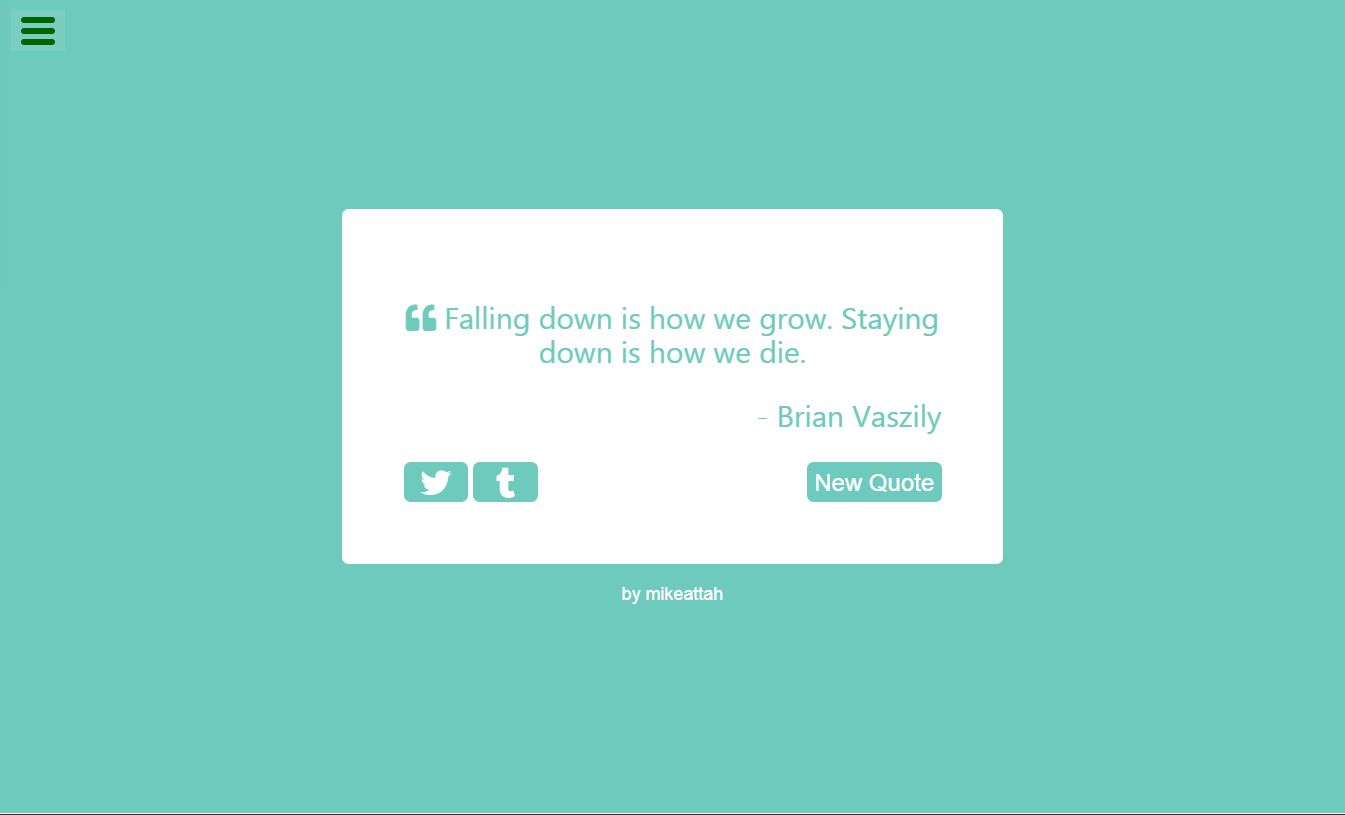 Falling down is how we grow. Staying
down is how we die.
- Brian Vaszily
New Quote
by mikeattah